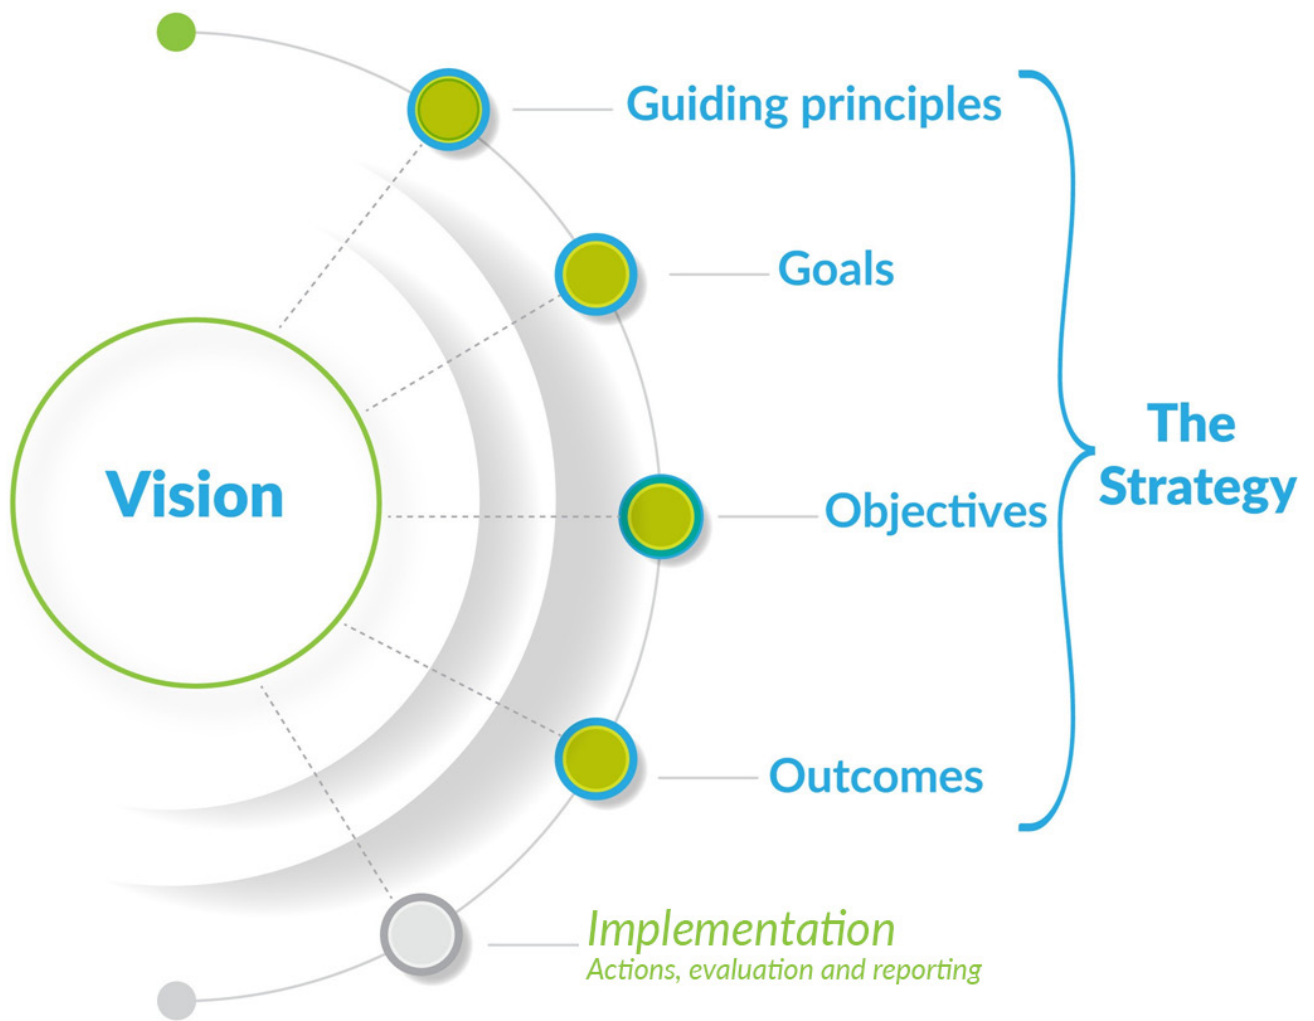 Guiding principles
Goals
The
Strategy
Vision
Objectives
Outcomes
Implementation
Actions, evaluation and reporting